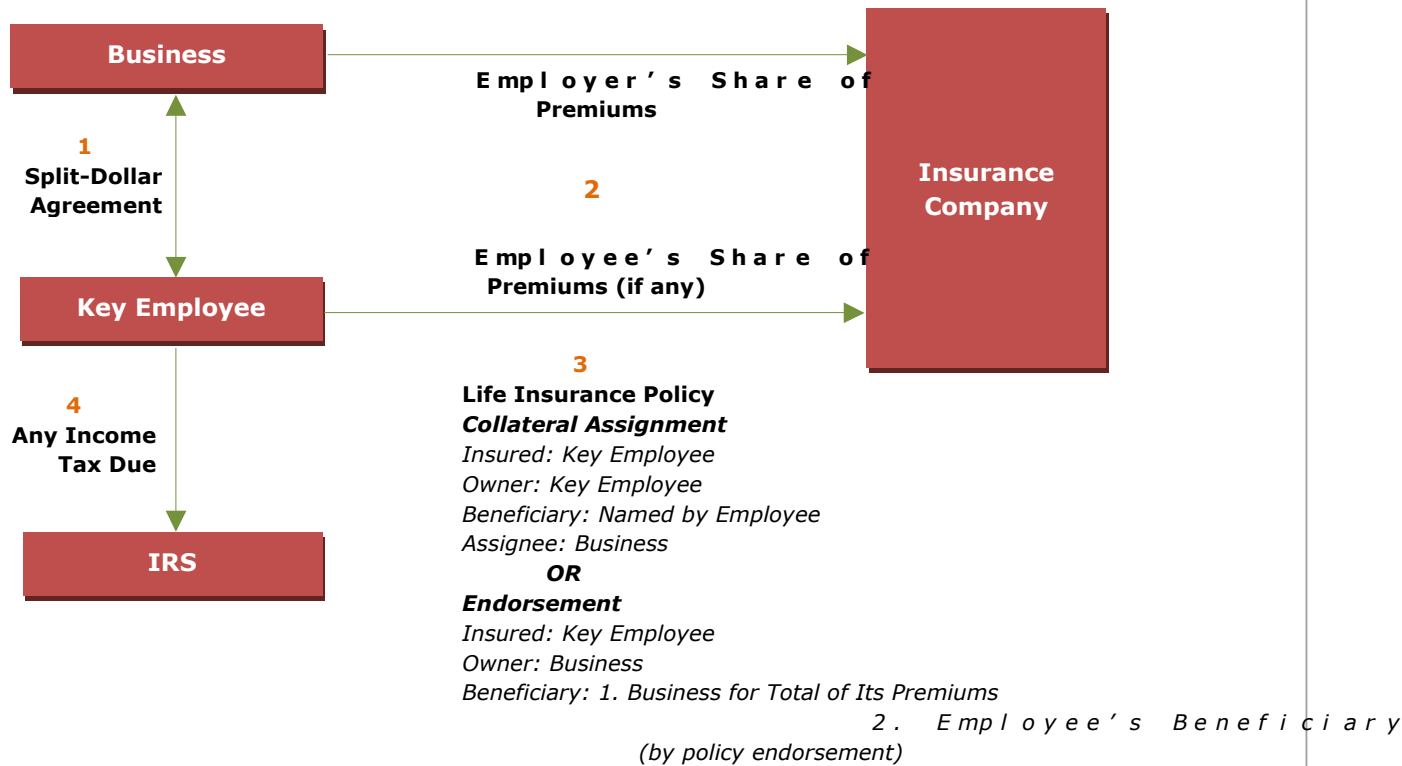 Business
Employer’s Share of
Premiums
1
Split-Dollar
Agreement
2
Insurance
Company
Employee’s Share of
Premiums (if any)
Key Employee
3
Life Insurance Policy
Collateral Assignment
Insured: Key Employee
Owner: Key Employee
Beneficiary: Named by Employee
Assignee: Business
OR
Endorsement
Insured: Key Employee
Owner: Business
Beneficiary: 1. Business for Total of Its Premiums
2. Employee’s Beneficiary
(by policy endorsement)
4
Any Income
Tax Due
IRS